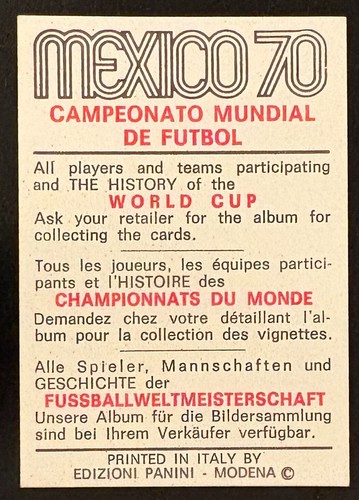 MEXICO 70
CAMPEONATO MUNDIAL
DE FUTBOL
All players and teams participating
and THE HISTORY of the
WORLD CUP
Ask your retailer for the album for
collecting the cards.
Tous les joueurs, les équipes partici-
pants et l'HISTOIRE des
CHAMPIONNATS DU MONDE
Demandez chez votre détaillant l'al-
bum pour la collection des vignettes.
Alle Spieler, Mannschaften und
GESCHICHTE der
FUSSBALLWELTMEISTERSCHAFT
Unsere Album für die Bildersammlung
sind bei Ihrem Verkäufer verfügbar.
PRINTED IN ITALY BY
EDIZIONI PANINI - MODENA ©